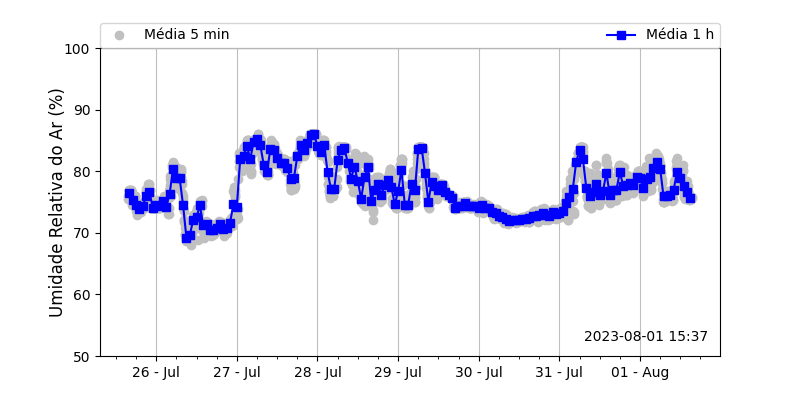 Média 5 min
Média 1 h
100
90
80
70
60
50
Umidade Relativa do Ar (%)
2023-08-01 15:37
26 - Jul
27 - Jul
28 - Jul
29 - Jul
30 - Jul
31 - Jul
01 - Aug